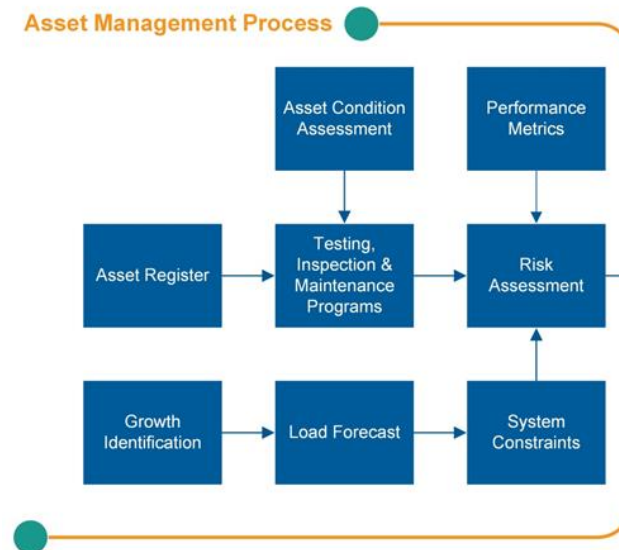 Asset Management Process
Asset Condition
Assessment
Performance
Metrics
Asset Register
Testing,
Inspection &
Maintenance
Programs
Risk
Assessment
Growth
Identification
Load Forecast
System
Constraints